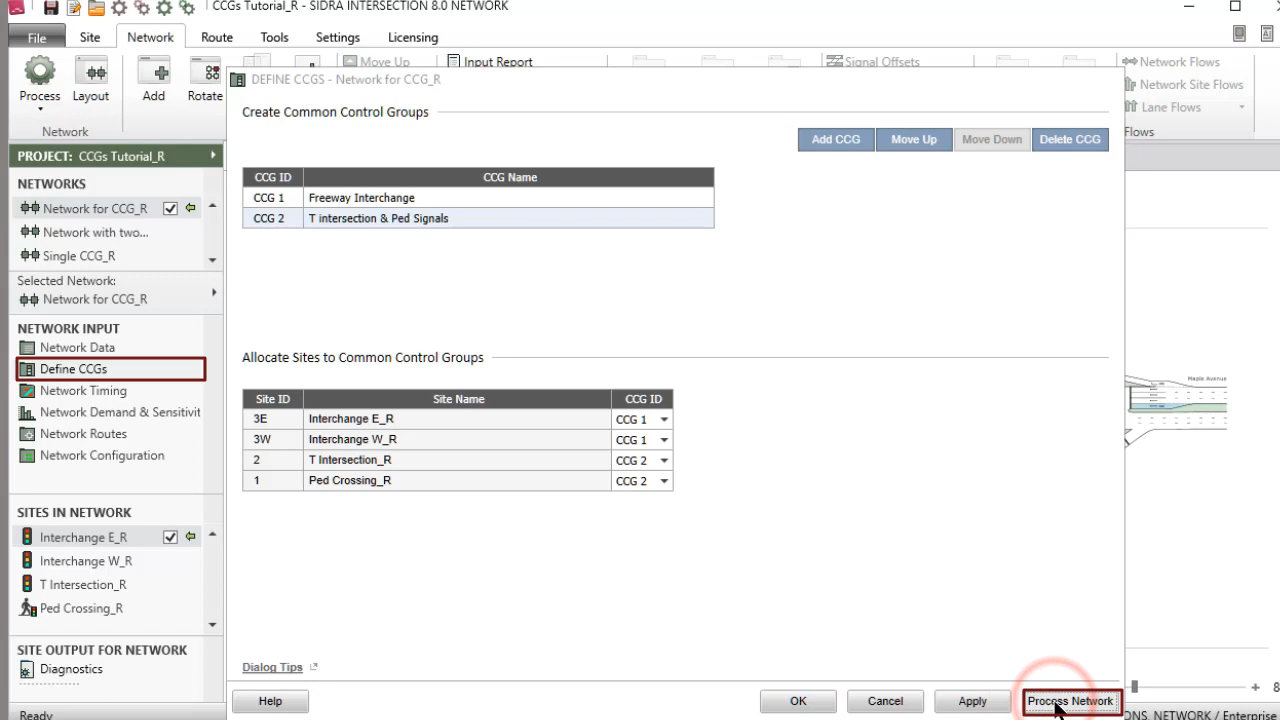 CCGs Tutorial_R - SIDRA INTERSECTION 8.0 NETWORK
File Site Network Route Tools Settings Licensing
Process Layout Add Rotate
Move Up Input Report Signal Offsets
Network Flows
Network Site Flows
Lane Flows
Network Flows
PROJECT: CCGs Tutorial_R
NETWORKS
Network for CCG_R
Network with two...
Single CCG_R
Selected Network:
Network for CCG_R
NETWORK INPUT
Network Data
Define CCGs
Network Timing
Network Demand & Sensitivit
Network Routes
Network Configuration
SITES IN NETWORK
Interchange E_R
Interchange W_R
T Intersection_R
Ped Crossing_R
SITE OUTPUT FOR NETWORK
Diagnostics
Ready
DEFINE CCGS - Network for CCG_R
Create Common Control Groups
Add CCG Move Up Move Down Delete CCG
CCG ID CCG Name
CCG 1 Freeway Interchange
CCG 2 T intersection & Ped Signals
Allocate Sites to Common Control Groups
Site ID Site Name CCG ID
3E Interchange E_R CCG 1
3W Interchange W_R CCG 1
2 T Intersection_R CCG 2
1 Ped Crossing_R CCG 2
Dialog Tips
Help OK Cancel Apply Process Network
Maple Avenue
8
ONS, NETWORK / Enterprise